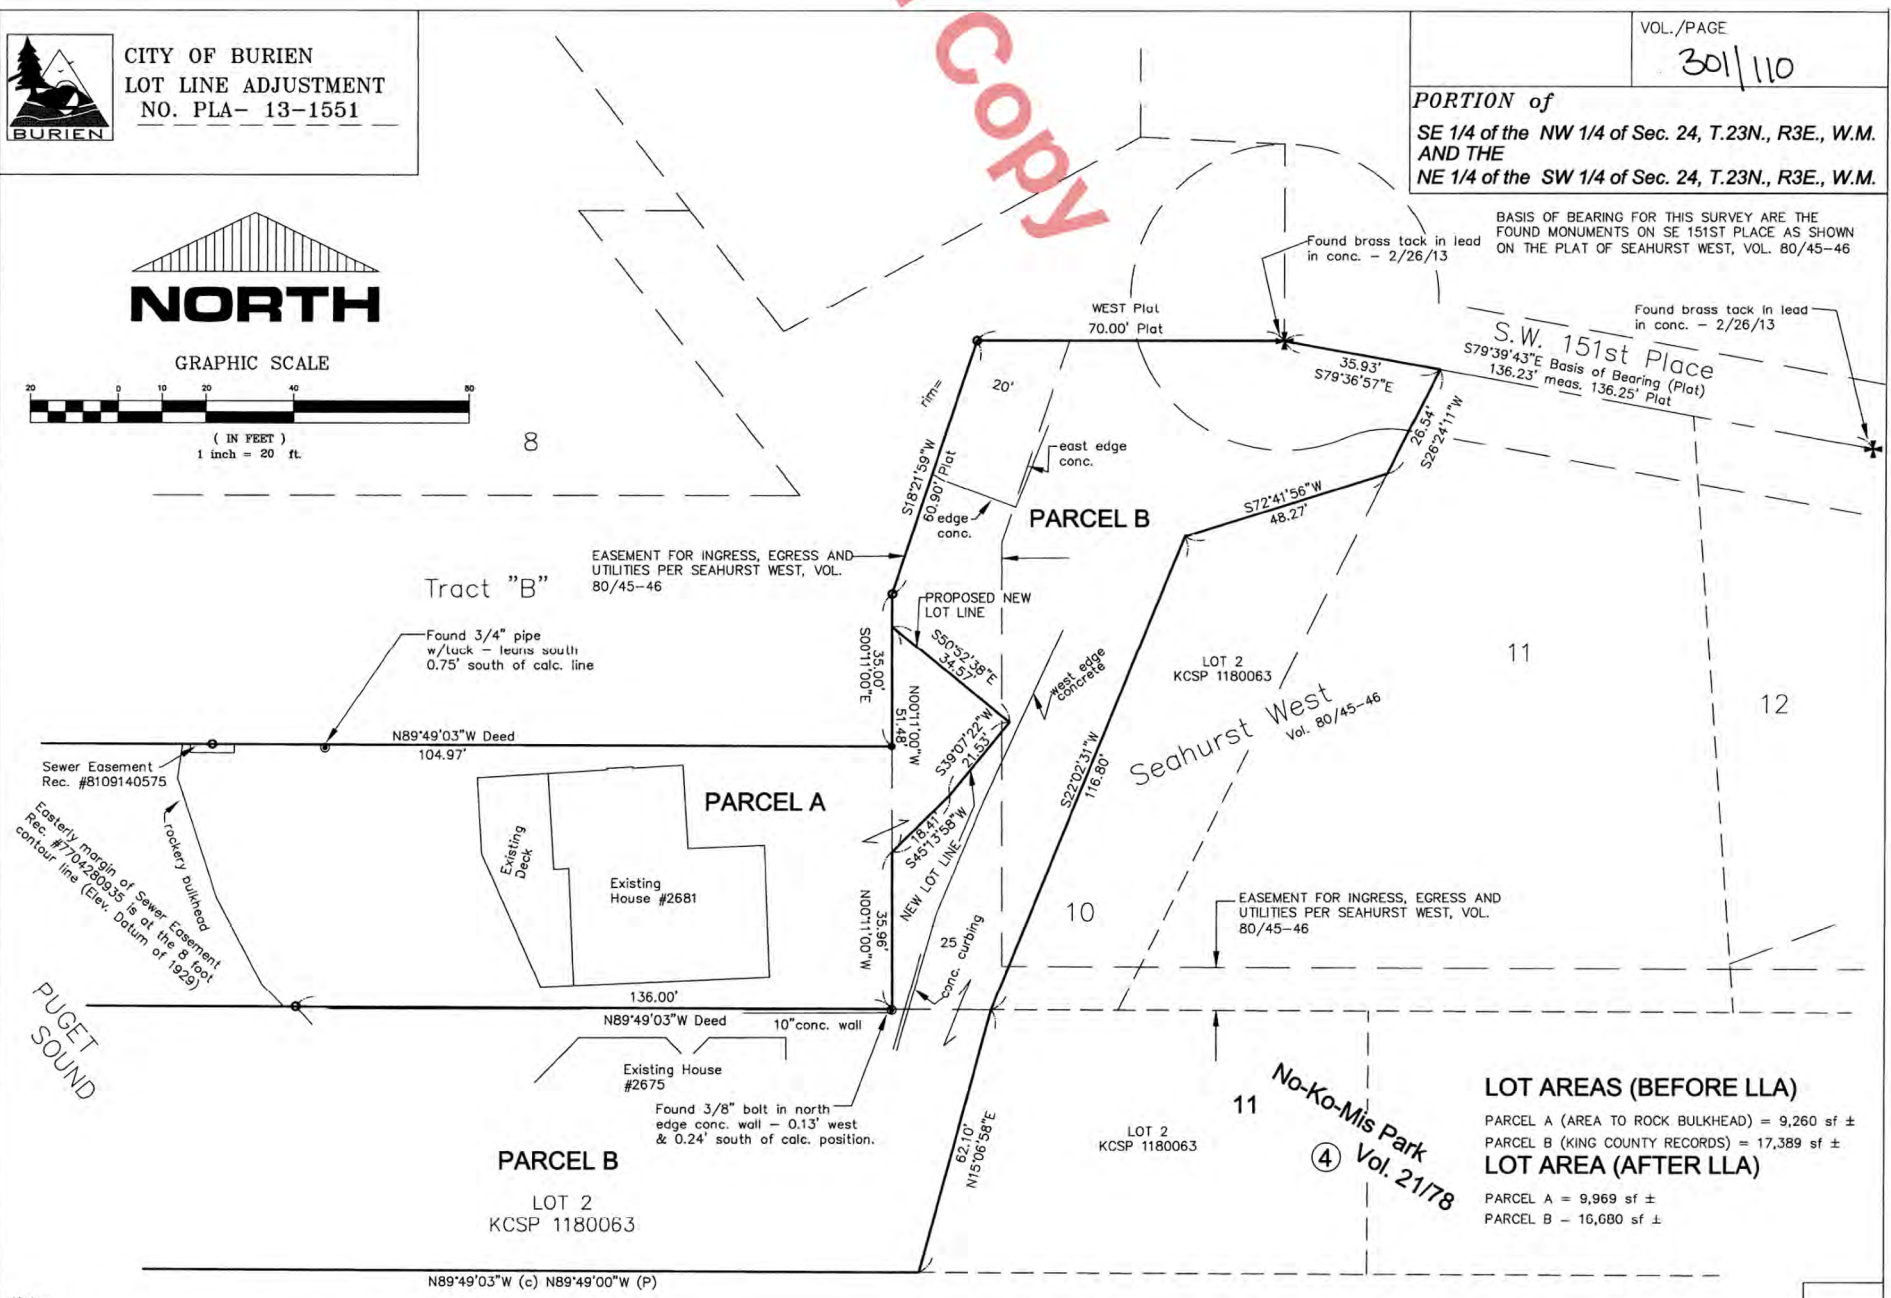 Copy
CITY OF BURIEN
LOT LINE ADJUSTMENT
NO. PLA- 13-1551
BURIEN
VOL./PAGE
301/110
PORTION of
SE 1/4 of the NW 1/4 of Sec. 24, T.23N., R3E., W.M.
AND THE
NE 1/4 of the SW 1/4 of Sec. 24, T.23N., R3E., W.M.
BASIS OF BEARING FOR THIS SURVEY ARE THE
FOUND MONUMENTS ON SE 151ST PLACE AS SHOWN
ON THE PLAT OF SEAHURST WEST, VOL. 80/45-46
NORTH
GRAPHIC SCALE
20 0 10 20 40 80
( IN FEET )
1 inch = 20 ft.
Found brass tack in lead
in conc. - 2/26/13
Found brass tack in lead
in conc. - 2/26/13
WEST Plat
70.00' Plat
35.93'
S79°36'57"E
S.W. 151st Place
S79°39'43"E Basis of Bearing (Plat)
136.23' meas. 136.25' Plat
26.54'
S26°24'11"W
rim=
20'
8
east edge
conc.
S18°21'59"W
60.90' Plat
edge
conc.
PARCEL B
S72°41'56"W
48.27'
EASEMENT FOR INGRESS, EGRESS AND
UTILITIES PER SEAHURST WEST, VOL.
80/45-46
Tract "B"
PROPOSED NEW
LOT LINE
Found 3/4" pipe
w/tack - leans south
0.75' south of calc. line
35.00'
S00°11'00"E
S50°52'38"E
34.57'
west edge
concrete
LOT 2
KCSP 1180063
11
12
Seahurst West
Vol. 80/45-46
N00°11'00"W
51.48'
N89°49'03"W Deed
104.97'
S39°07'22"W
21.53'
S22°02'31"W
116.80'
Sewer Easement
Rec. #8109140575
PARCEL A
18.41'
S45°13'58"W
Easterly margin of Sewer Easement
Rec. #7704280935 is at the 8 foot
contour line (Elev. Datum of 1929)
rockery bulkhead
Existing
Deck
Existing
House #2681
NEW LOT LINE
35.96'
N00°11'00"W
25
conc. curbing
10
EASEMENT FOR INGRESS, EGRESS AND
UTILITIES PER SEAHURST WEST, VOL.
80/45-46
PUGET
SOUND
136.00'
N89°49'03"W Deed
10"conc. wall
Existing House
#2675
Found 3/8" bolt in north
edge conc. wall - 0.13' west
& 0.24' south of calc. position.
62.10'
N15°06'58"E
LOT 2
KCSP 1180063
11
No-Ko-Mis Park
4 Vol. 21/78
LOT AREAS (BEFORE LLA)
PARCEL A (AREA TO ROCK BULKHEAD) = 9,260 sf ±
PARCEL B (KING COUNTY RECORDS) = 17,389 sf ±
LOT AREA (AFTER LLA)
PARCEL A = 9,969 sf ±
PARCEL B - 16,680 sf ±
PARCEL B
LOT 2
KCSP 1180063
N89°49'03"W (c) N89°49'00"W (P)